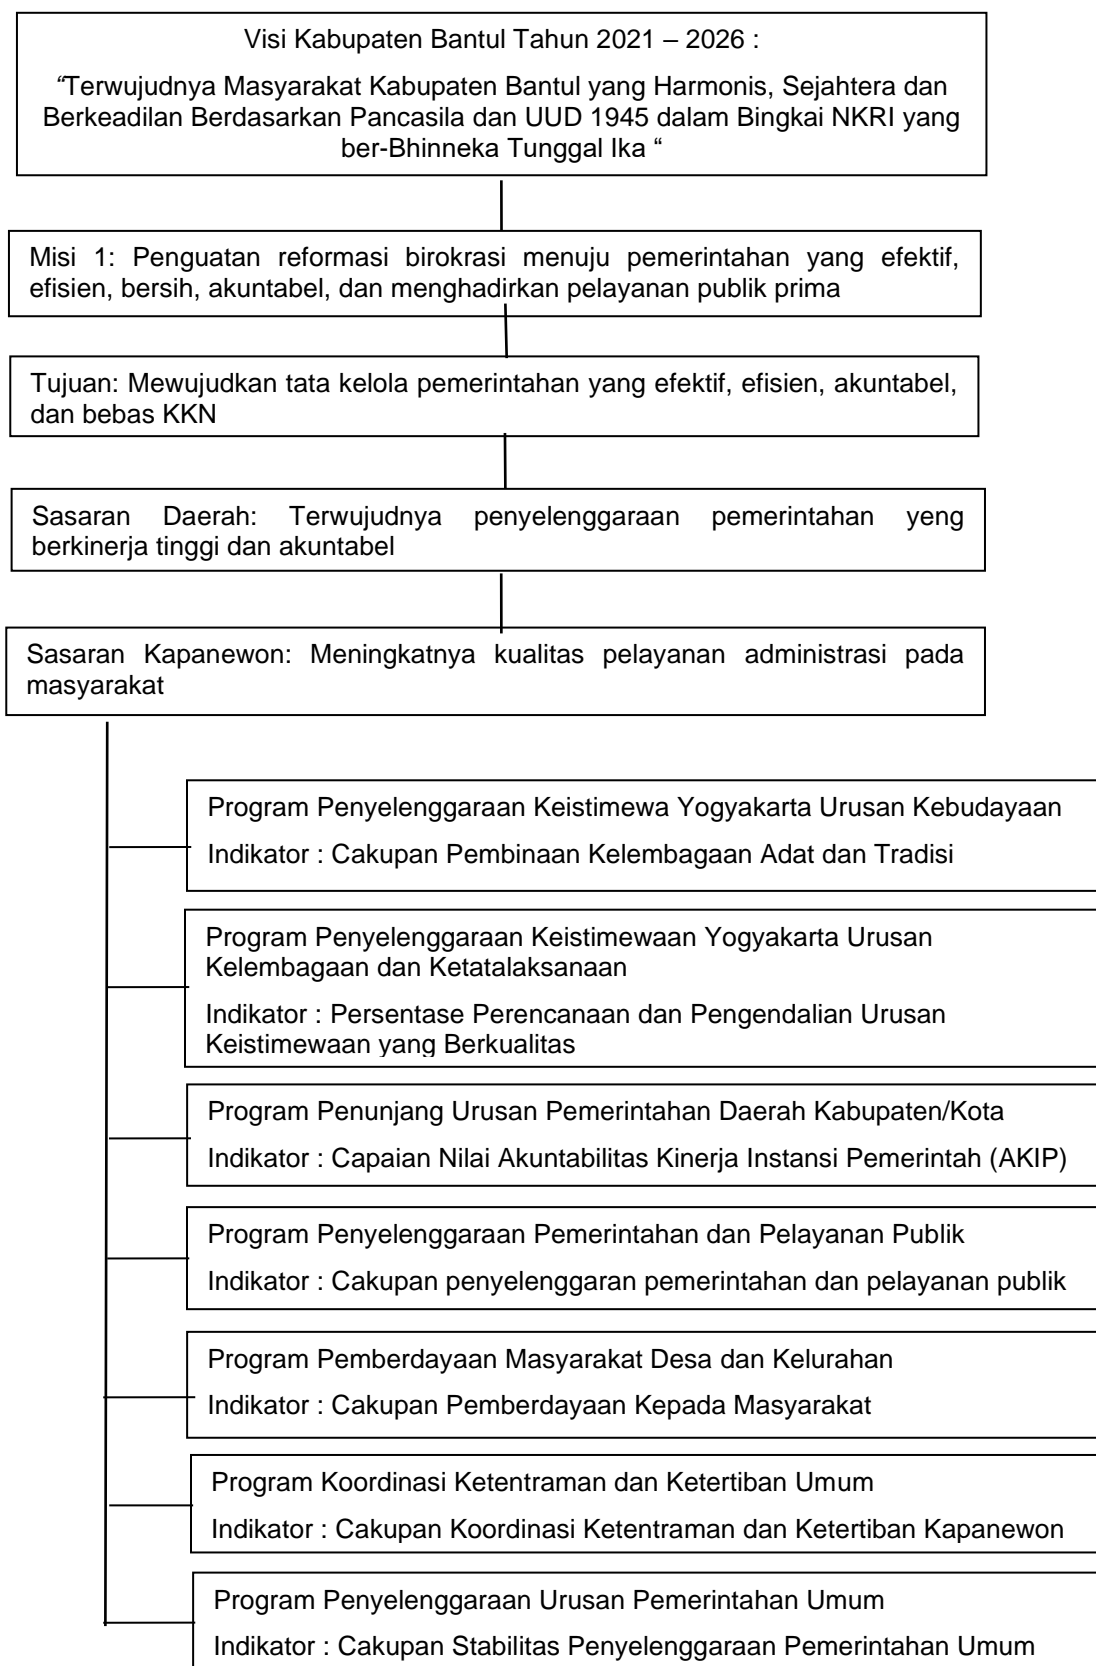 Visi Kabupaten Bantul Tahun 2021 – 2026 :
“Terwujudnya Masyarakat Kabupaten Bantul yang Harmonis, Sejahtera dan
Berkeadilan Berdasarkan Pancasila dan UUD 1945 dalam Bingkai NKRI yang
ber-Bhinneka Tunggal Ika “
Misi 1: Penguatan reformasi birokrasi menuju pemerintahan yang efektif,
efisien, bersih, akuntabel, dan menghadirkan pelayanan publik prima
Tujuan: Mewujudkan tata kelola pemerintahan yang efektif, efisien, akuntabel,
dan bebas KKN
Sasaran Daerah: Terwujudnya penyelenggaraan pemerintahan yeng
berkinerja tinggi dan akuntabel
Sasaran Kapanewon: Meningkatnya kualitas pelayanan administrasi pada
masyarakat
Program Penyelenggaraan Keistimewa Yogyakarta Urusan Kebudayaan
Indikator : Cakupan Pembinaan Kelembagaan Adat dan Tradisi
Program Penyelenggaraan Keistimewaan Yogyakarta Urusan
Kelembagaan dan Ketatalaksanaan
Indikator : Persentase Perencanaan dan Pengendalian Urusan
Keistimewaan yang Berkualitas
Program Penunjang Urusan Pemerintahan Daerah Kabupaten/Kota
Indikator : Capaian Nilai Akuntabilitas Kinerja Instansi Pemerintah (AKIP)
Program Penyelenggaraan Pemerintahan dan Pelayanan Publik
Indikator : Cakupan penyelenggaran pemerintahan dan pelayanan publik
Program Pemberdayaan Masyarakat Desa dan Kelurahan
Indikator : Cakupan Pemberdayaan Kepada Masyarakat
Program Koordinasi Ketentraman dan Ketertiban Umum
Indikator : Cakupan Koordinasi Ketentraman dan Ketertiban Kapanewon
Program Penyelenggaraan Urusan Pemerintahan Umum
Indikator : Cakupan Stabilitas Penyelenggaraan Pemerintahan Umum